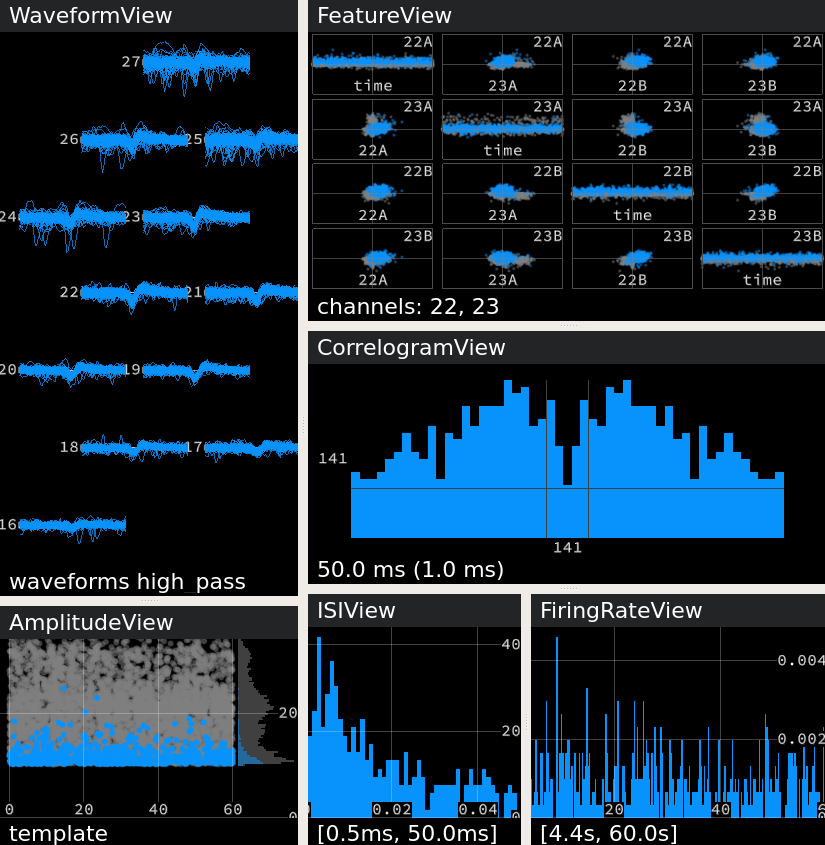 WaveformView
27
26 25
24 23
22 21
20 19
18 17
16
waveforms high_pass
FeatureView
22A 22A 22A 22A
time 23A 22B 23B
23A 23A 23A 23A
22A time 22B 23B
22B 22B 22B 22B
22A 23A time 23B
23B 23B 23B 23B
22A 23A 22B time
channels: 22, 23
CorrelogramView
141
141
50.0 ms (1.0 ms)
AmplitudeView
20
0 20 40 60
template
ISIView
40
20
0.02 0.04
[0.5ms, 50.0ms]
FiringRateView
0.004
0.002
20 40
[4.4s, 60.0s]